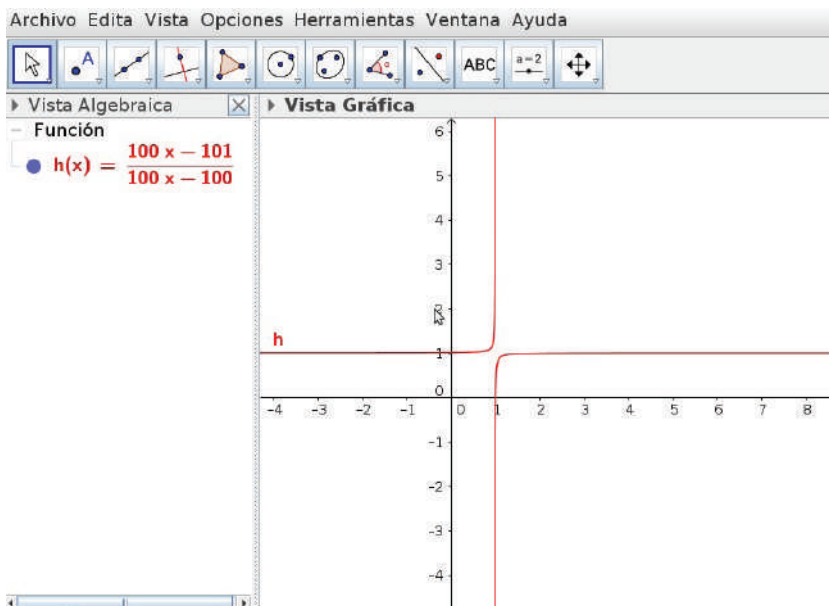 Archivo Edita Vista Opciones Herramientas Ventana Ayuda
A
ABC
a=2
Vista Algebraica
Vista Gráfica
Función
h(x) = (100 x – 101)/(100 x – 100)
h
6
5
4
3
2
1
0
–4 –3 –2 –1 0 1 2 3 4 5 6 7 8
–1
–2
–3
–4